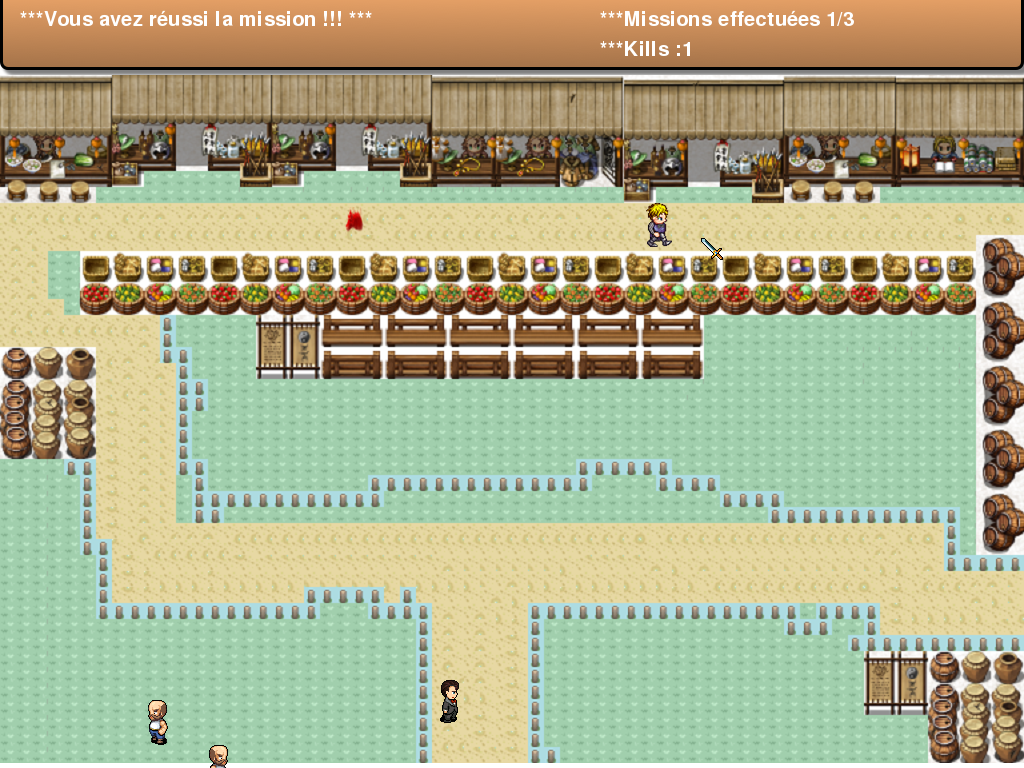 ***Vous avez réussi la mission !!! ***
***Missions effectuées 1/3
***Kills :1